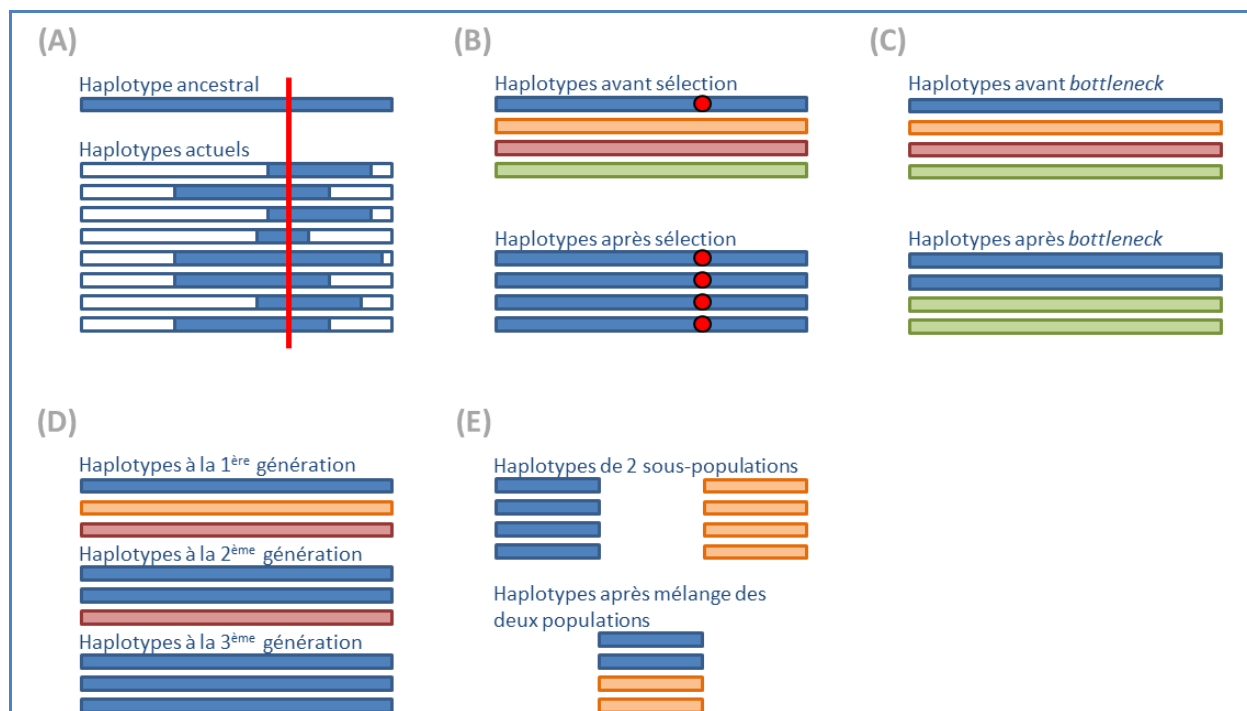 (A)
Haplotype ancestral
Haplotypes actuels
(B)
Haplotypes avant sélection
Haplotypes après sélection
(C)
Haplotypes avant bottleneck
Haplotypes après bottleneck
(D)
Haplotypes à la 1ère génération
Haplotypes à la 2ème génération
Haplotypes à la 3ème génération
(E)
Haplotypes de 2 sous-populations
Haplotypes après mélange des
deux populations